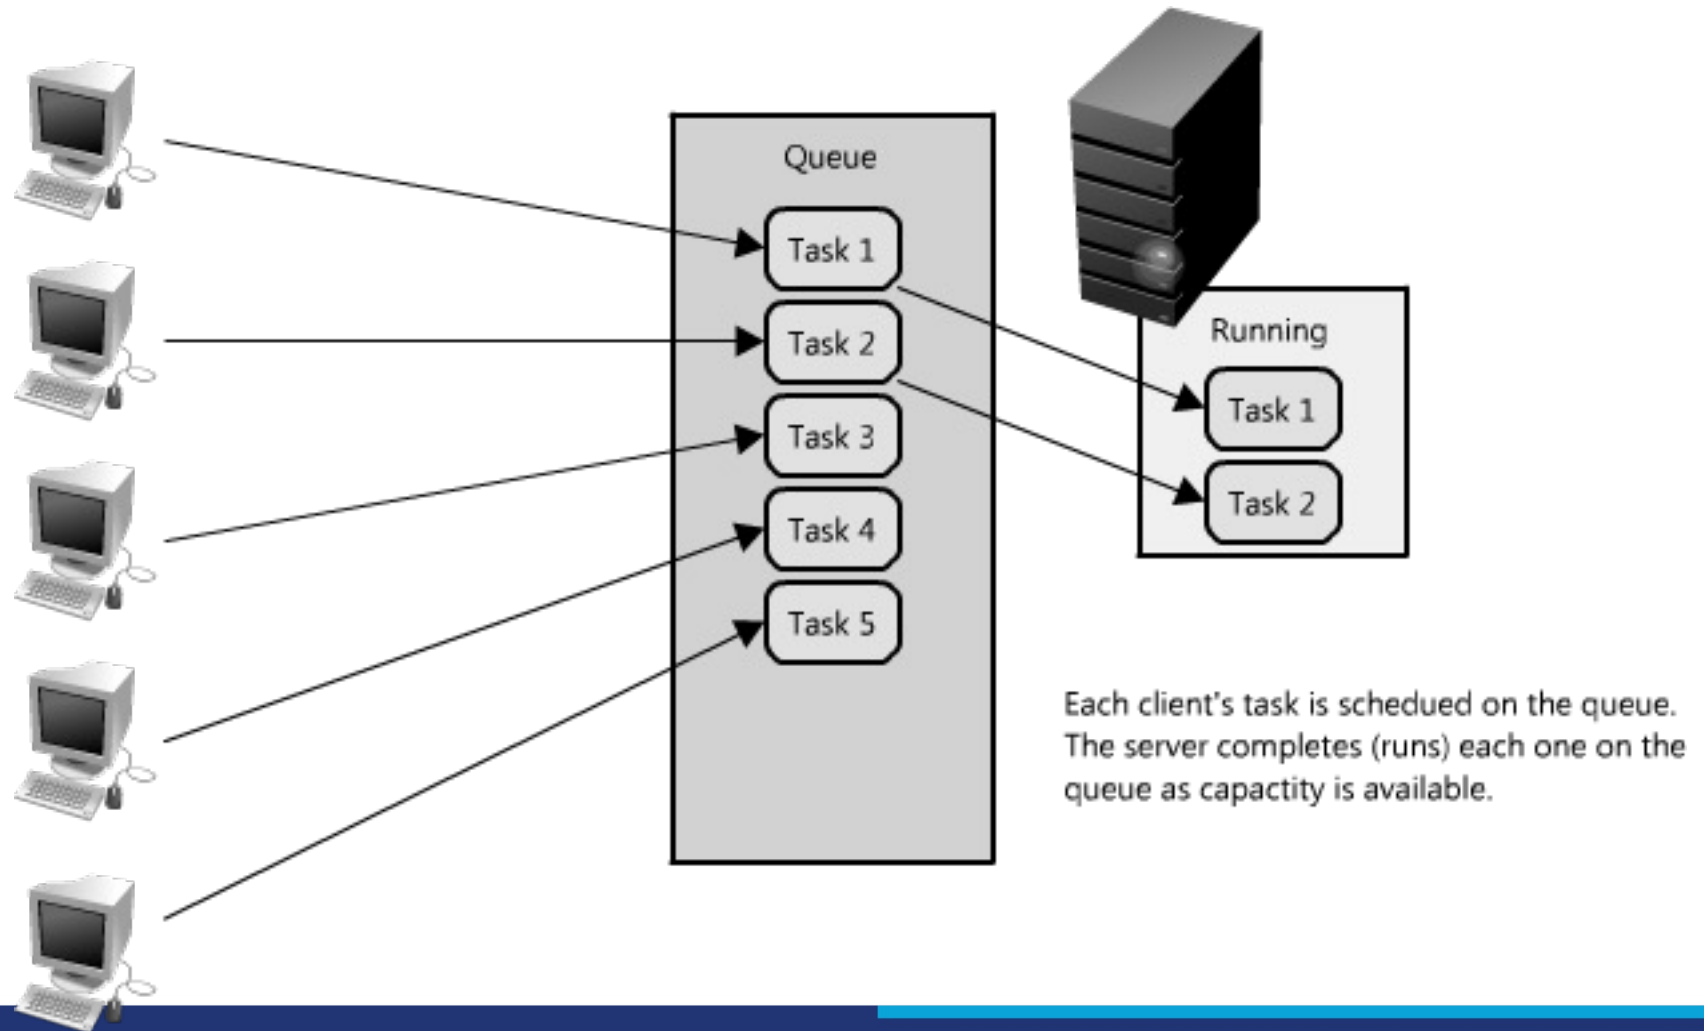 Queue
Task 1
Task 2
Task 3
Task 4
Task 5
Running
Task 1
Task 2
Each client's task is schedued on the queue.
The server completes (runs) each one on the
queue as capactity is available.